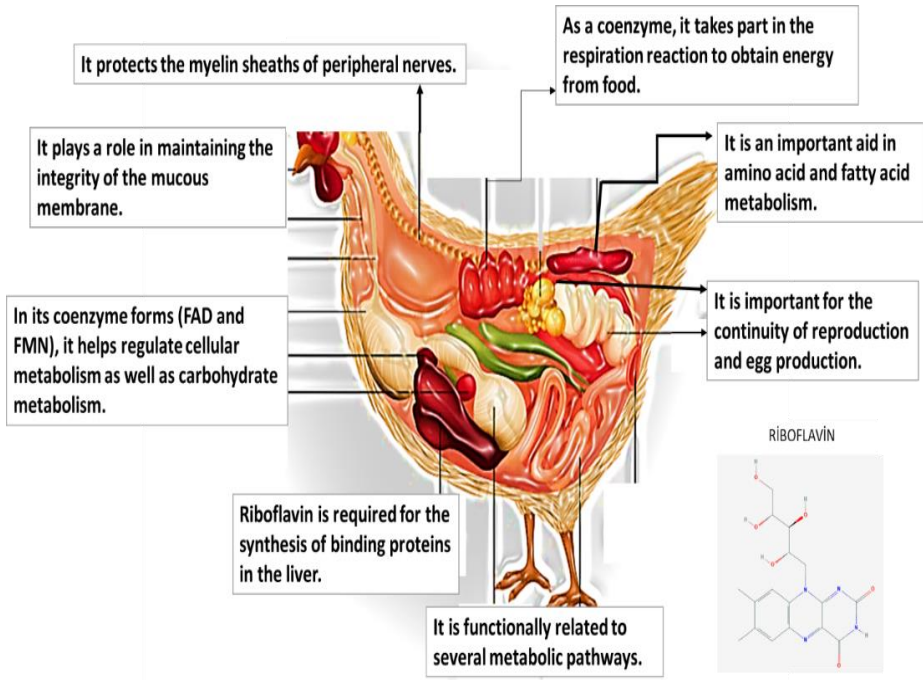 As a coenzyme, it takes part in
the respiration reaction to obtain energy
from food.
It protects the myelin sheaths of peripheral nerves.
It plays a role in maintaining the
integrity of the mucous
membrane.
It is an important aid in
amino acid and fatty acid
metabolism.
In its coenzyme forms (FAD and
FMN), it helps regulate cellular
metabolism as well as carbohydrate
metabolism.
It is important for the
continuity of reproduction
and egg production.
Riboflavin is required for the
synthesis of binding proteins
in the liver.
It is functionally related to
several metabolic pathways.
RİBOFLAVİN
H
O
H
H
O
O
H
O
N
N
O
N
N
H
O